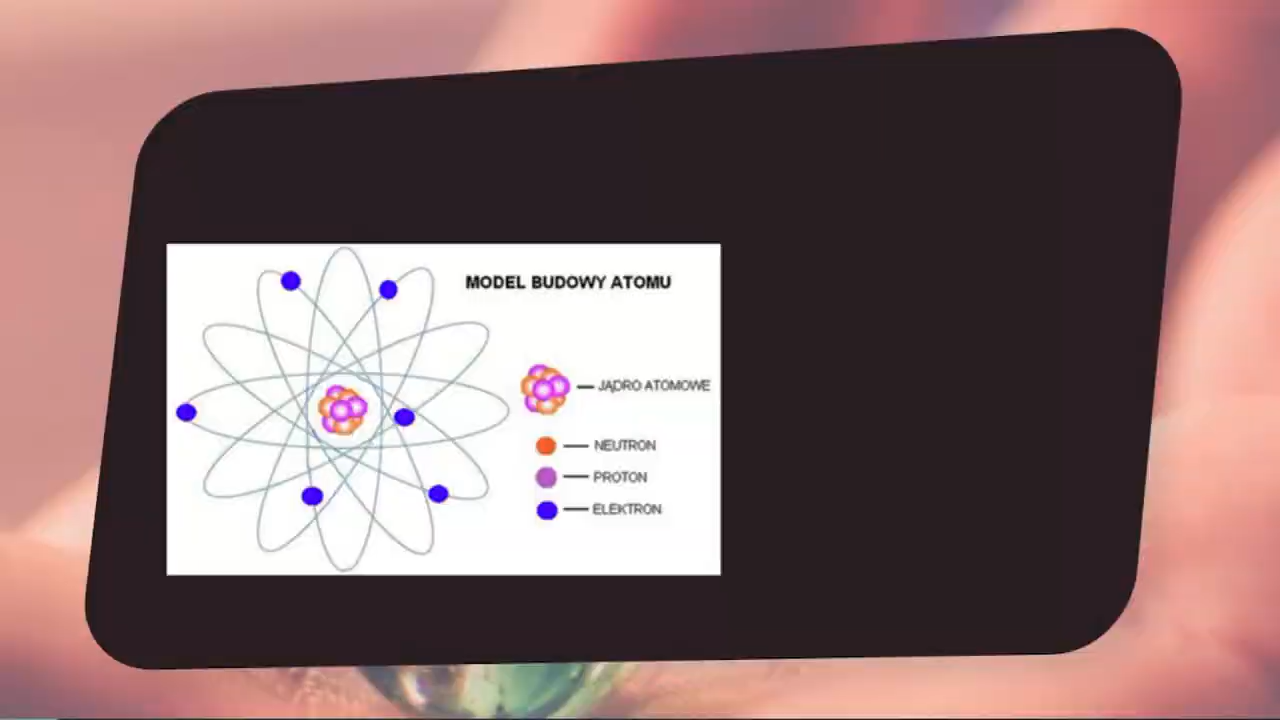 MODEL BUDOWY ATOMU
JĄDRO ATOMOWE
NEUTRON
PROTON
ELEKTRON